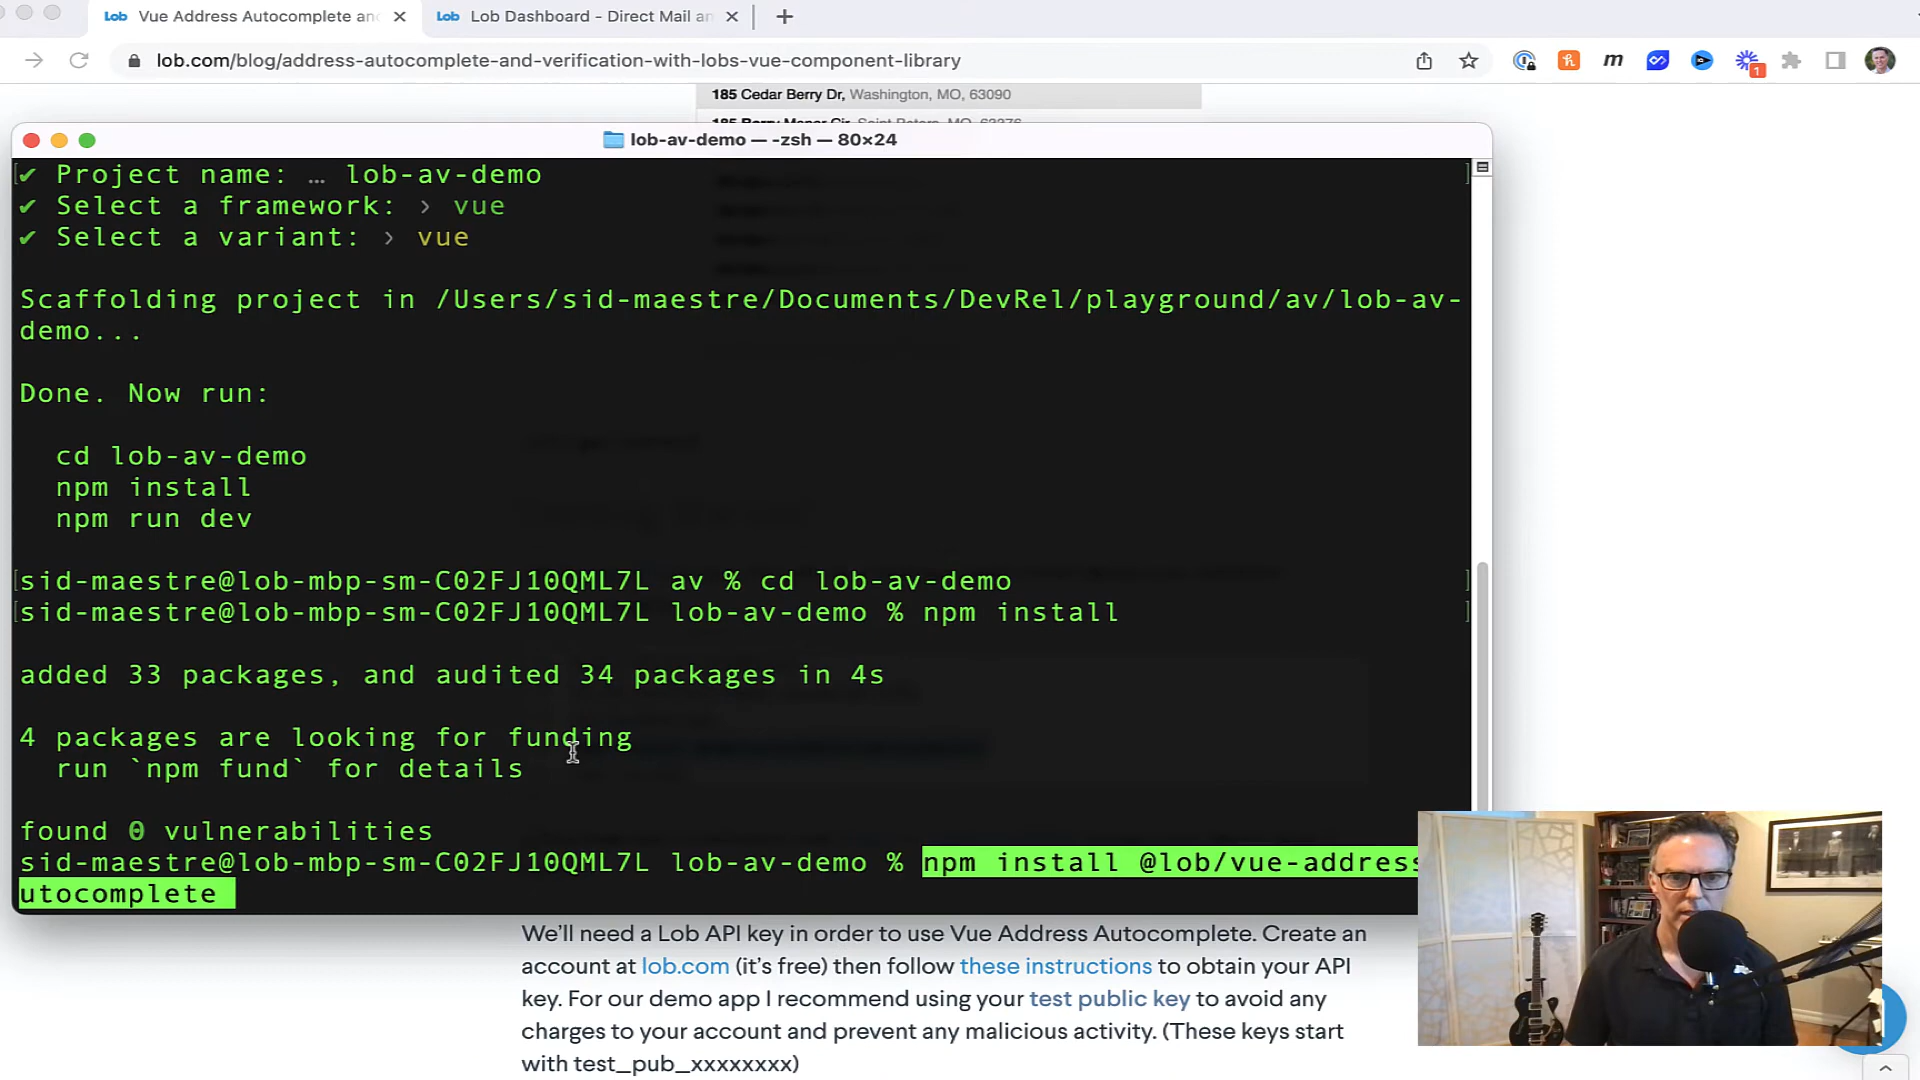 Lob Vue Address Autocomplete an
Lob Lob Dashboard - Direct Mail an
lob.com/blog/address-autocomplete-and-verification-with-lobs-vue-component-library
1
185 Cedar Berry Dr, Washington, MO, 63090
lob-av-demo — -zsh — 80×24
✔ Project name: … lob-av-demo
✔ Select a framework: › vue
✔ Select a variant: › vue
Scaffolding project in /Users/sid-maestre/Documents/DevRel/playground/av/lob-av-
demo...
Done. Now run:
cd lob-av-demo
npm install
npm run dev
sid-maestre@lob-mbp-sm-C02FJ10QML7L av % cd lob-av-demo
sid-maestre@lob-mbp-sm-C02FJ10QML7L lob-av-demo % npm install
added 33 packages, and audited 34 packages in 4s
4 packages are looking for funding
run `npm fund` for details
found 0 vulnerabilities
sid-maestre@lob-mbp-sm-C02FJ10QML7L lob-av-demo % npm install @lob/vue-address
utocomplete
We’ll need a Lob API key in order to use Vue Address Autocomplete. Create an
account at lob.com (it’s free) then follow these instructions to obtain your API
key. For our demo app I recommend using your test public key to avoid any
charges to your account and prevent any malicious activity. (These keys start
with test_pub_xxxxxxxx)